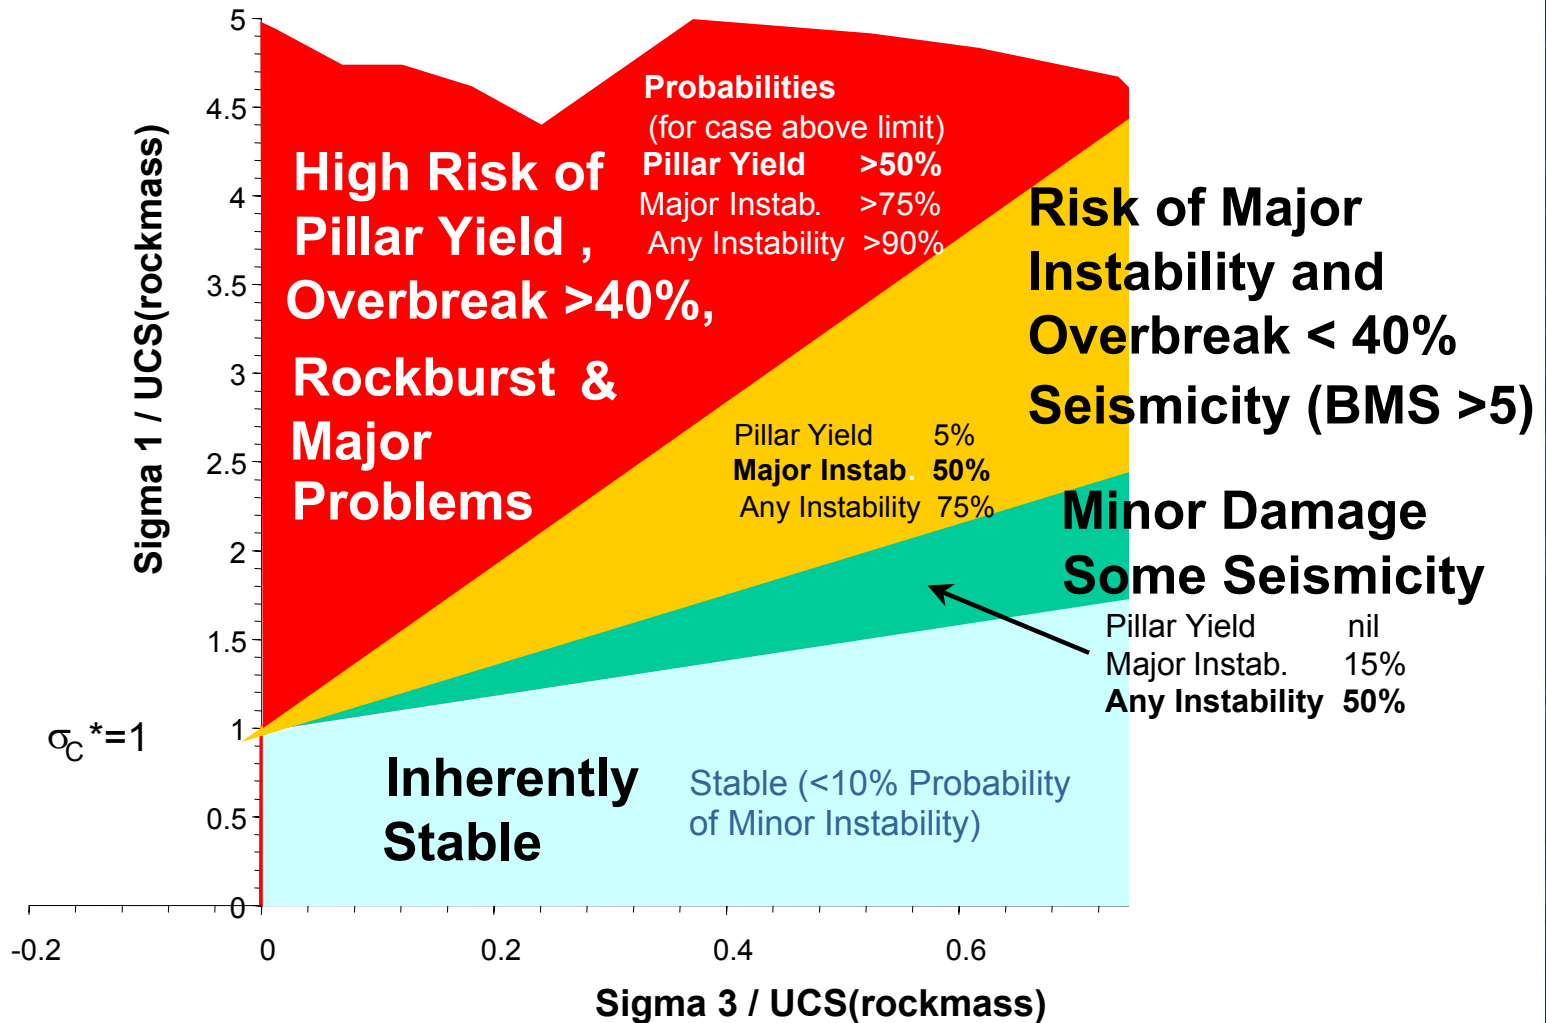 5
4.5
4
3.5
3
2.5
2
1.5
1
0.5
0
Sigma 1 / UCS(rockmass)
Probabilities
(for case above limit)
Pillar Yield >50%
Major Instab. >75%
Any Instability >90%
High Risk of
Pillar Yield ,
Overbreak >40%,
Rockburst &
Major
Problems
Risk of Major
Instability and
Overbreak < 40%
Seismicity (BMS >5)
Pillar Yield 5%
Major Instab. 50%
Any Instability 75%
Minor Damage
Some Seismicity
Pillar Yield nil
Major Instab. 15%
Any Instability 50%
σC*=1
Inherently
Stable
Stable (<10% Probability
of Minor Instability)
-0.2 0 0.2 0.4 0.6
Sigma 3 / UCS(rockmass)